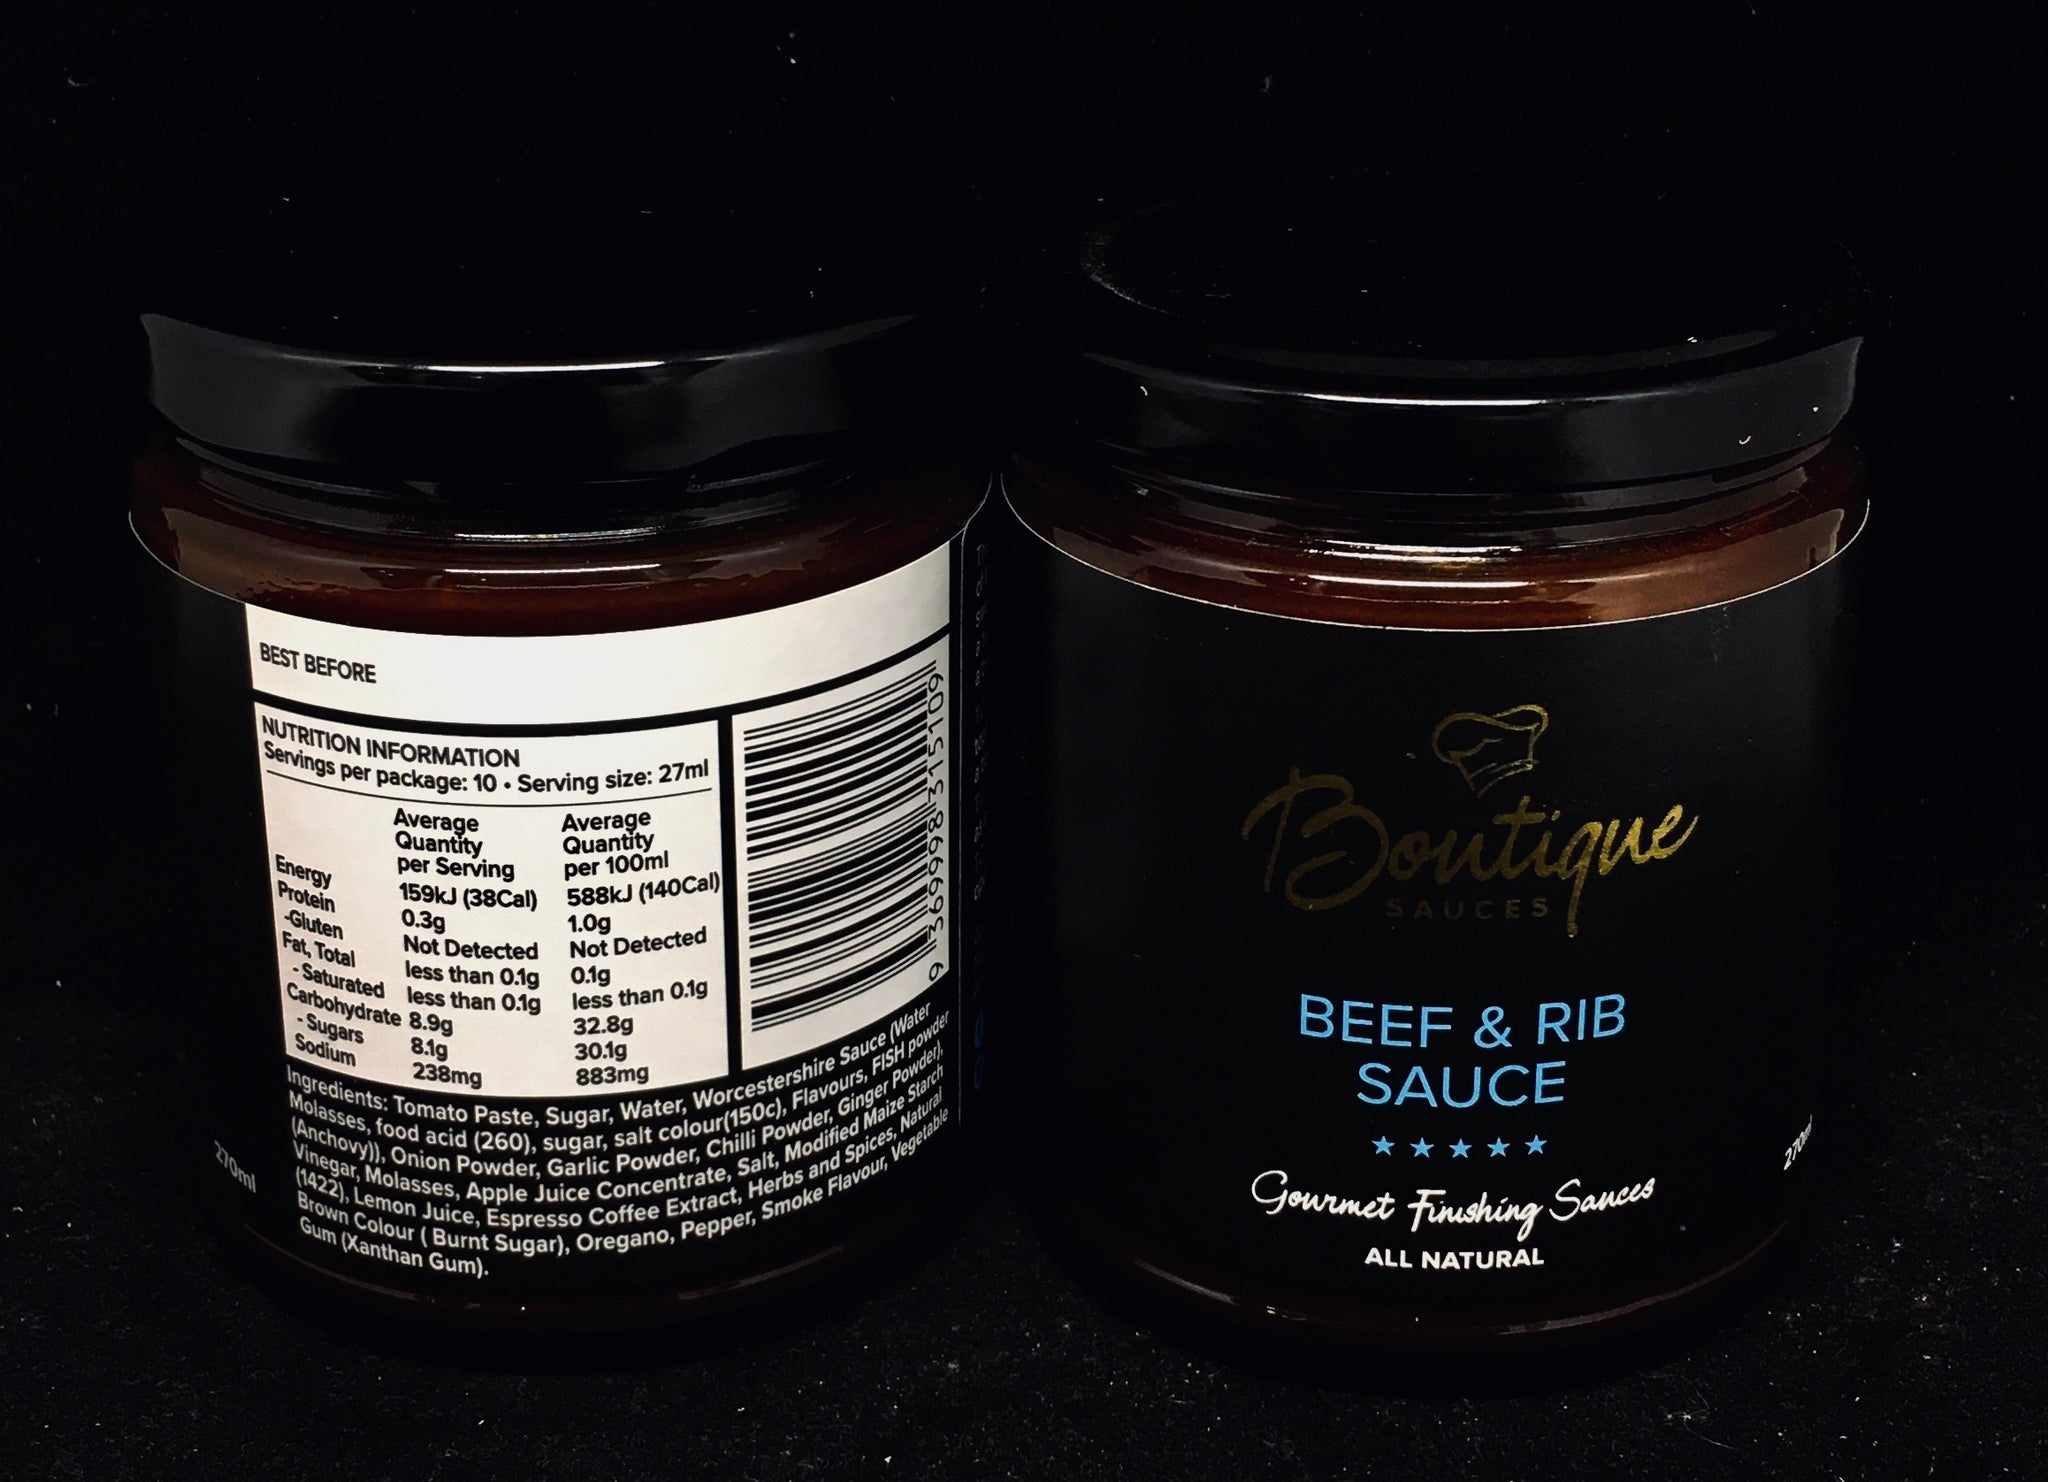 BEST BEFORE
NUTRITION INFORMATION
Servings per package: 10 • Serving size: 27ml
Average Quantity per Serving Average Quantity per 100ml
Energy 159kJ (38Cal) 588kJ (140Cal)
Protein 0.3g 1.0g
-Gluten Not Detected Not Detected
Fat, Total less than 0.1g 0.1g
- Saturated less than 0.1g less than 0.1g
Carbohydrate 8.9g 32.8g
- Sugars 8.1g 30.1g
Sodium 238mg 883mg
9 369998 315109
Ingredients: Tomato Paste, Sugar, Water, Worcestershire Sauce (Water
Molasses, food acid (260), sugar, salt colour(150c), Flavours, FISH powder
(Anchovy)), Onion Powder, Garlic Powder, Chilli Powder, Ginger Powder),
Vinegar, Molasses, Apple Juice Concentrate, Salt, Modified Maize Starch
(1422), Lemon Juice, Espresso Coffee Extract, Herbs and Spices, Natural
Brown Colour ( Burnt Sugar), Oregano, Pepper, Smoke Flavour, Vegetable
Gum (Xanthan Gum).
270ml
Boutique
SAUCES
BEEF & RIB
SAUCE
Gourmet Finishing Sauces
ALL NATURAL
270ml